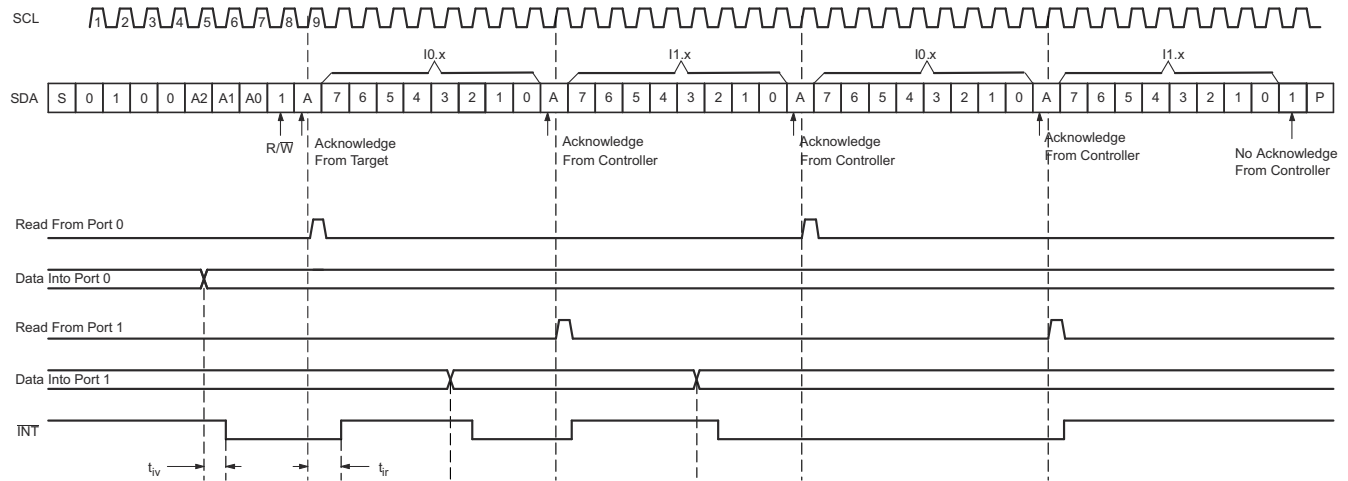 SCL 1 2 3 4 5 6 7 8 9
I0.x I1.x I0.x I1.x
SDA S 0 1 0 0 A2 A1 A0 1 A 7 6 5 4 3 2 1 0 A 7 6 5 4 3 2 1 0 A 7 6 5 4 3 2 1 0 A 7 6 5 4 3 2 1 0 1 P
R/W
Acknowledge
From Target
Acknowledge
From Controller
Acknowledge
From Controller
Acknowledge
From Controller
No Acknowledge
From Controller
Read From Port 0
Data Into Port 0
Read From Port 1
Data Into Port 1
INT
tiv tir